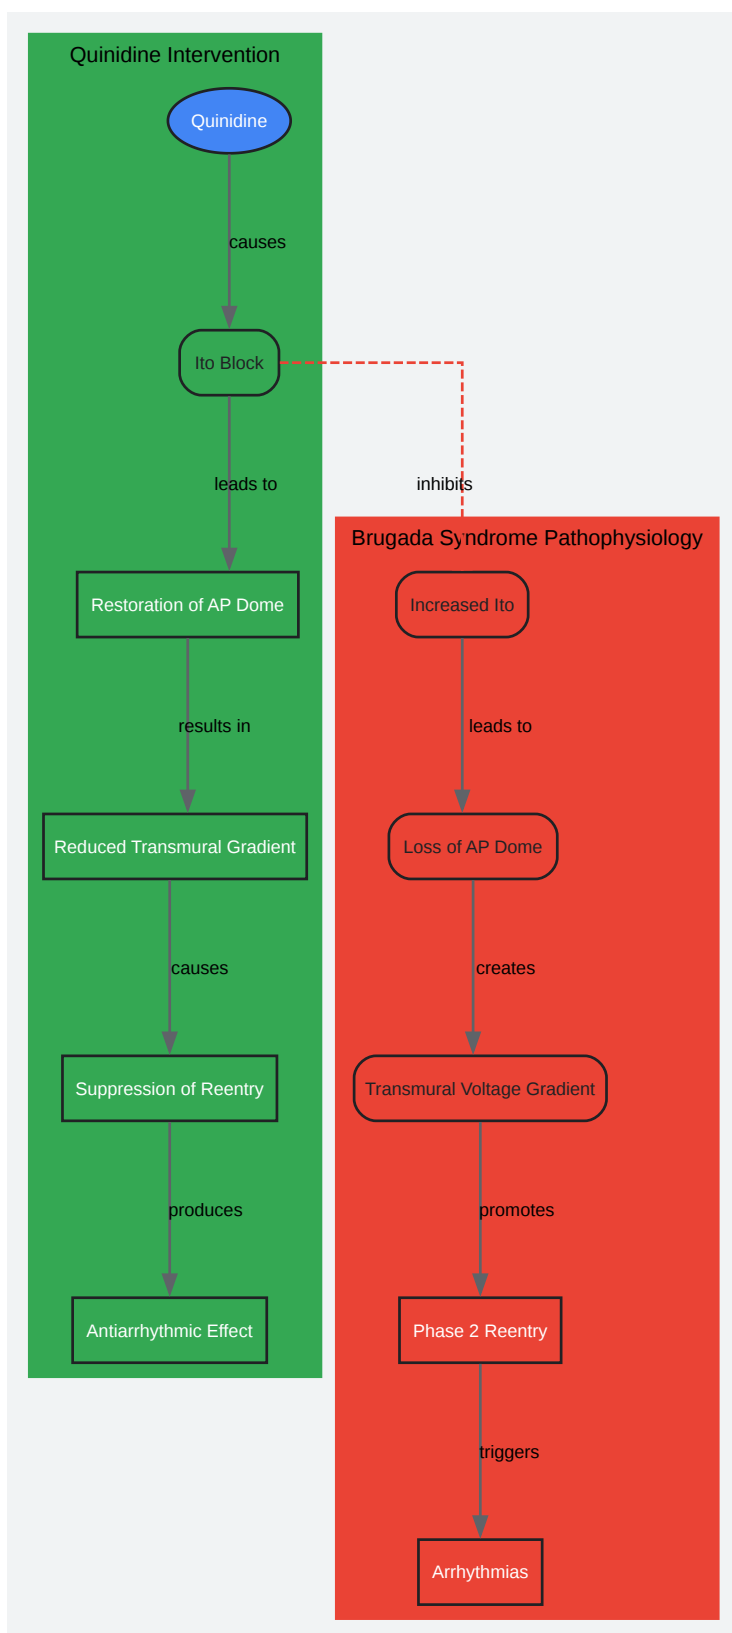 Quinidine Intervention
Quinidine
causes
Ito Block
leads to
inhibits
Restoration of AP Dome
results in
Reduced Transmural Gradient
causes
Suppression of Reentry
produces
Antiarrhythmic Effect
Brugada Syndrome Pathophysiology
Increased Ito
leads to
Loss of AP Dome
creates
Transmural Voltage Gradient
promotes
Phase 2 Reentry
triggers
Arrhythmias